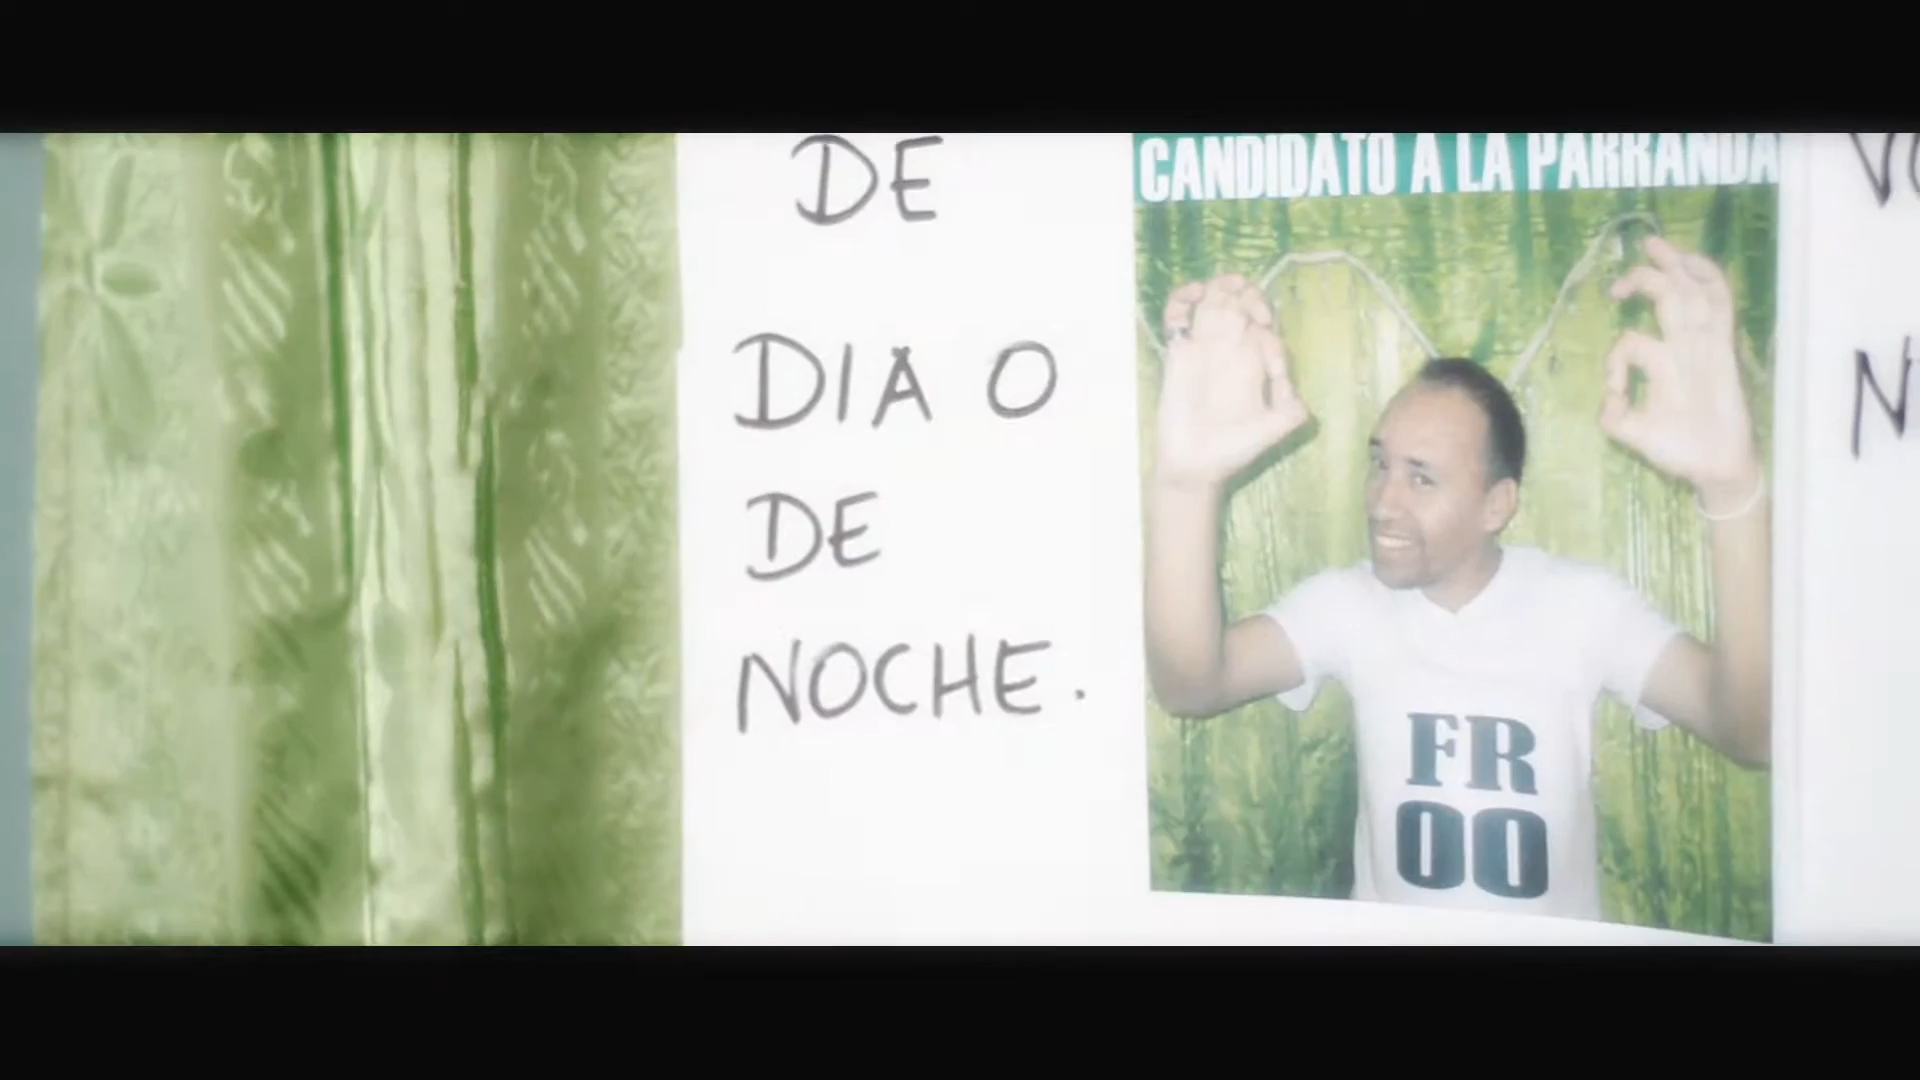 DE
DIA O
DE
NOCHE.
CANDIDATO A LA PARRANDA
FR
00